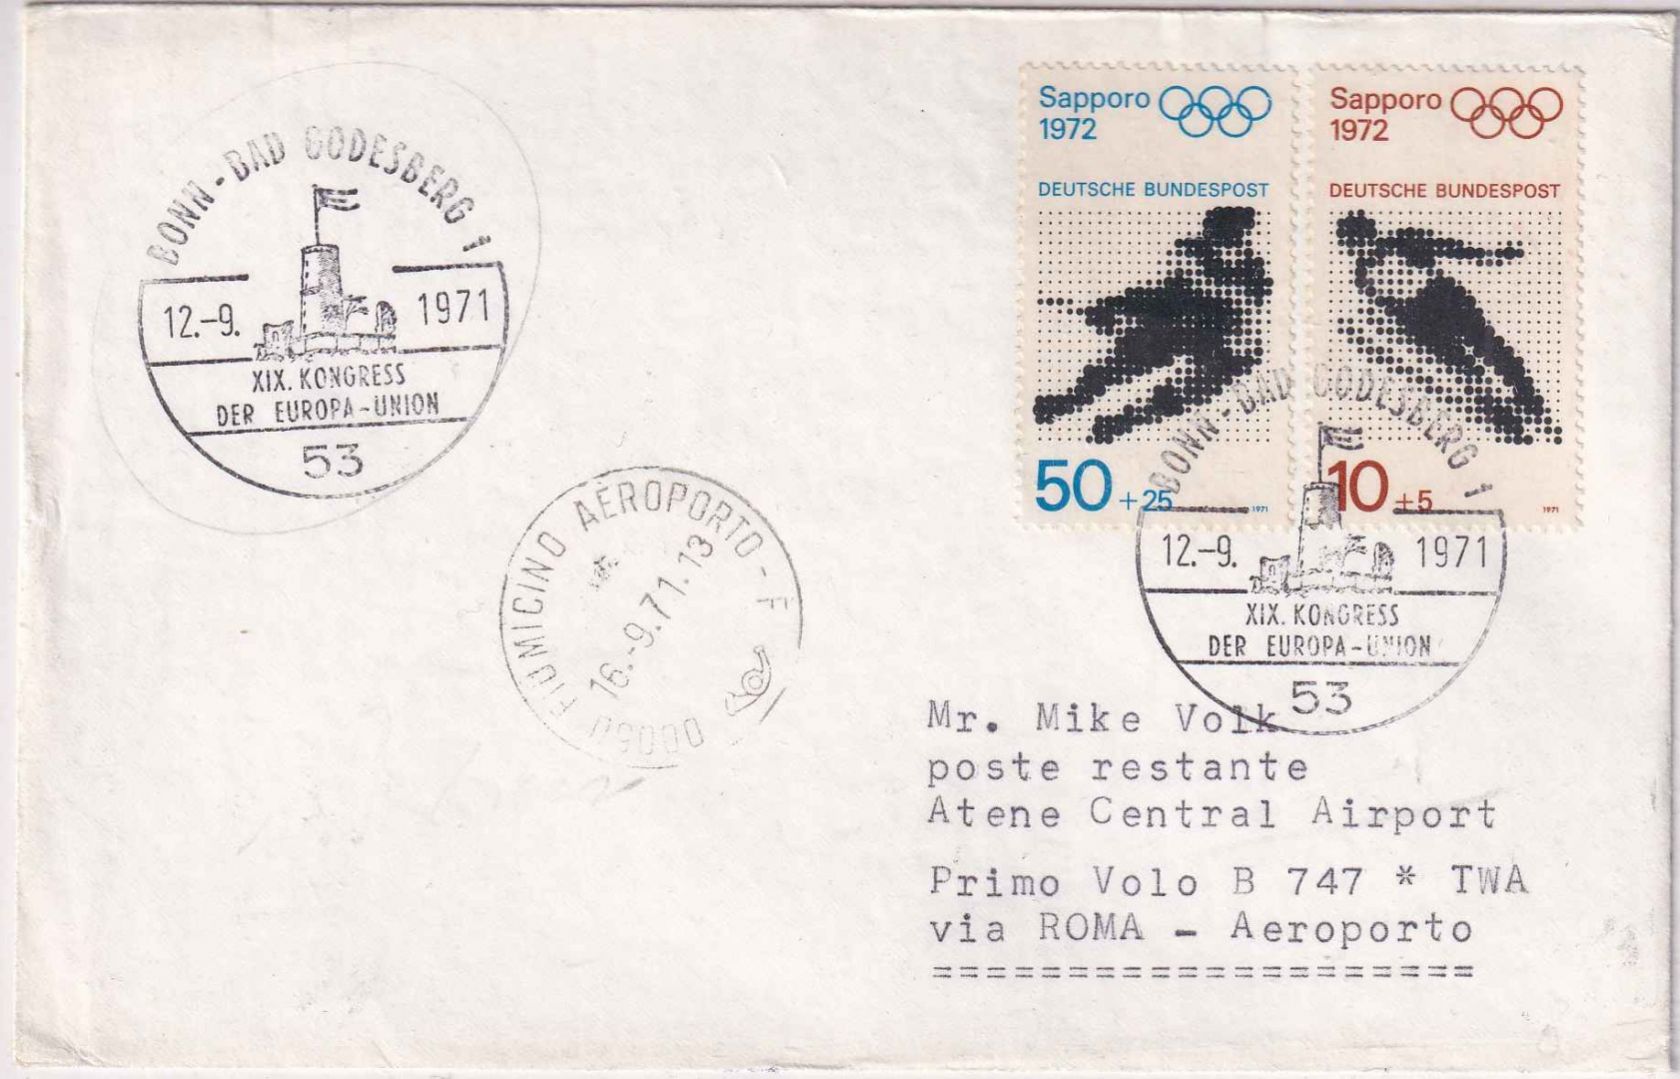 BONN-BAD GODESBERG 1
12.-9. 1971
XIX. KONGRESS
DER EUROPA-UNION
53
Sapporo
1972
DEUTSCHE BUNDESPOST
50 +25
1971
Sapporo
1972
DEUTSCHE BUNDESPOST
10 +5
1971
BONN-BAD GODESBERG 1
12.-9. 1971
XIX. KONGRESS
DER EUROPA-UNION
53
00050 FIUMICINO AEROPORTO - F
16.-9.71.13
Mr. Mike Volk
poste restante
Atene Central Airport
Primo Volo B 747 * TWA
via ROMA - Aeroporto
====================